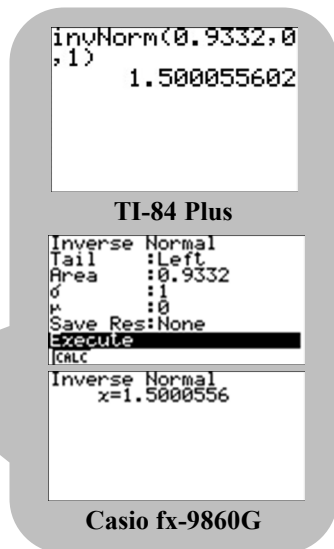 invNorm(0.9332,0
,1)
1.500055602
TI-84 Plus
Inverse Normal
Tail :Left
Area :0.9332
σ :1
μ :0
Save Res:None
Execute
CALC
Inverse Normal
x=1.5000556
Casio fx-9860G